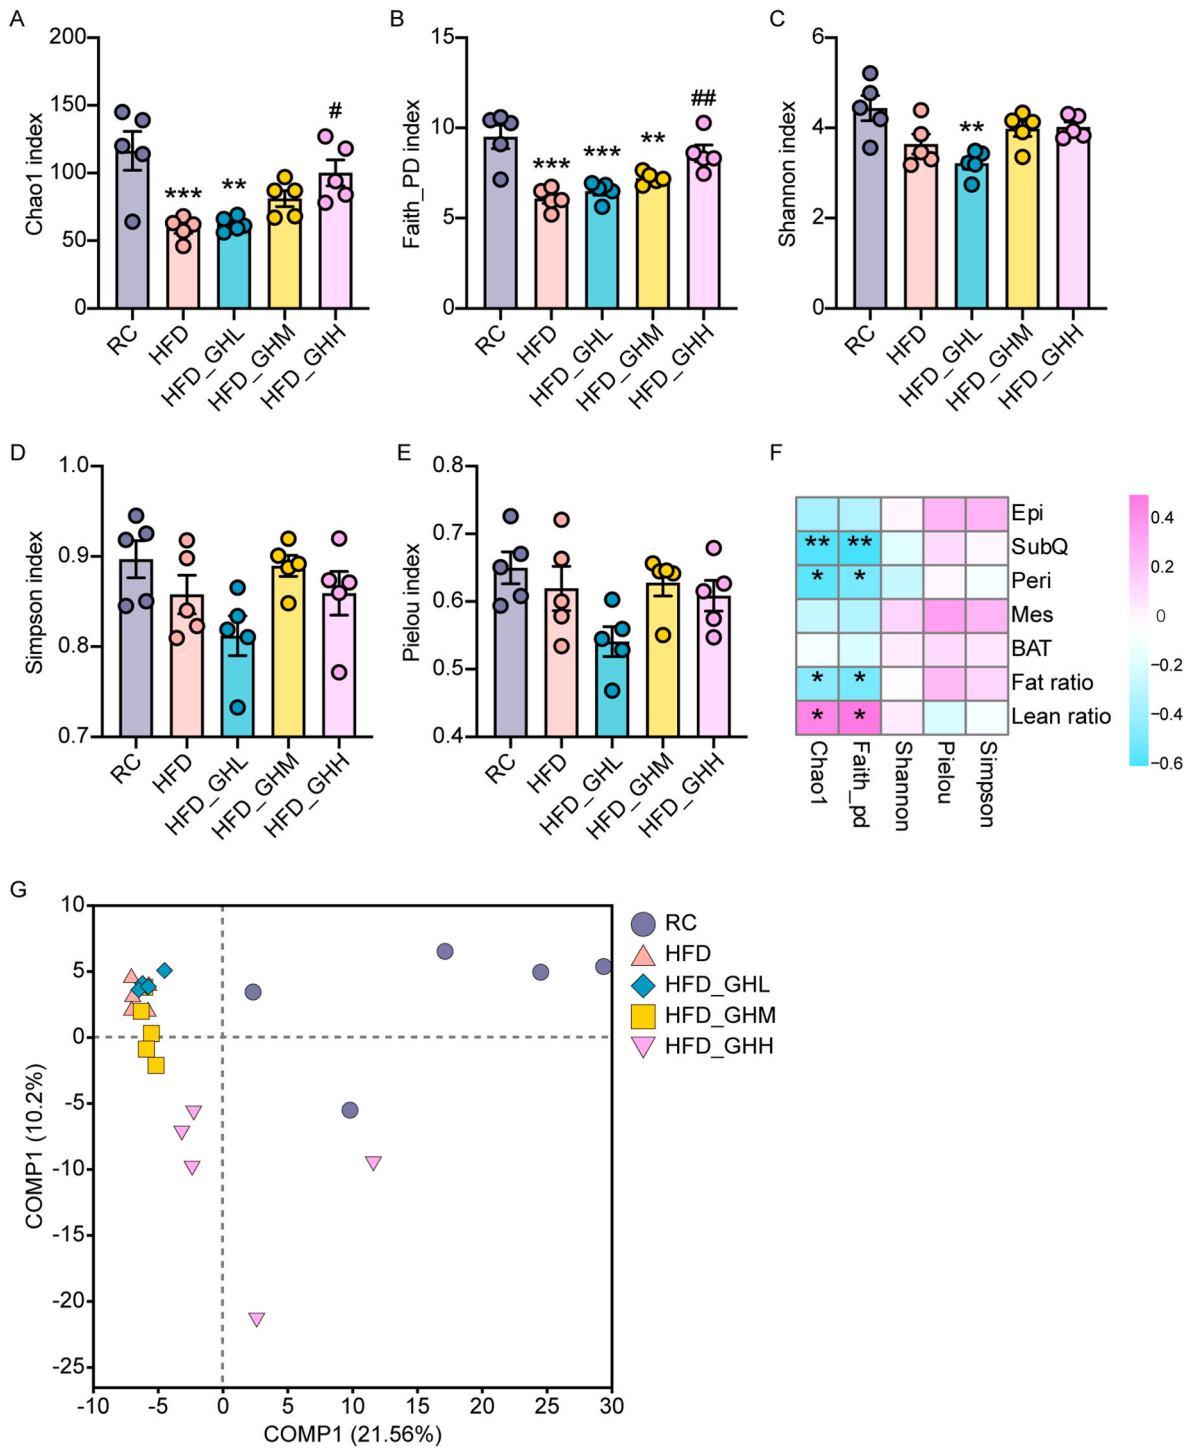 A
Chao1 index
200
150
100
50
0
***
**
#
RC
HFD
HFD_GHL
HFD_GHM
HFD_GHH
B
Faith_PD index
15
10
5
0
***
***
**
##
RC
HFD
HFD_GHL
HFD_GHM
HFD_GHH
C
Shannon index
6
4
2
0
**
RC
HFD
HFD_GHL
HFD_GHM
HFD_GHH
D
Simpson index
1.0
0.9
0.8
0.7
RC
HFD
HFD_GHL
HFD_GHM
HFD_GHH
E
Pielou index
0.8
0.7
0.6
0.5
0.4
RC
HFD
HFD_GHL
HFD_GHM
HFD_GHH
F
Epi
** ** SubQ
* * Peri
Mes
BAT
* * Fat ratio
* * Lean ratio
Chao1
Faith_pd
Shannon
Pielou
Simpson
0.4
0.2
0
−0.2
−0.4
−0.6
G
COMP1 (10.2%)
10
5
0
-5
-10
-15
-20
-25
-10 -5 0 5 10 15 20 25 30
COMP1 (21.56%)
RC
HFD
HFD_GHL
HFD_GHM
HFD_GHH